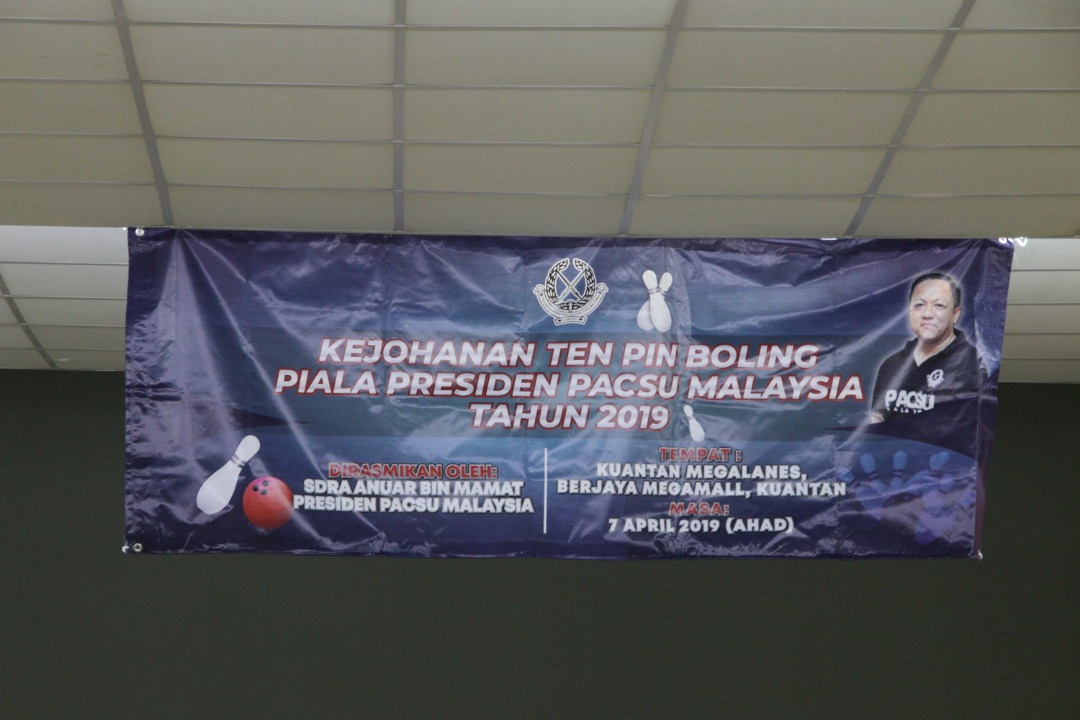 KEJOHANAN TEN PIN BOLING
PIALA PRESIDEN PACSU MALAYSIA
TAHUN 2019
DIRASMIKAN OLEH:
SDRA ANUAR BIN MAMAT
PRESIDEN PACSU MALAYSIA
TEMPAT :
KUANTAN MEGALANES,
BERJAYA MEGAMALL, KUANTAN
MASA:
7 APRIL 2019 (AHAD)
PACSU